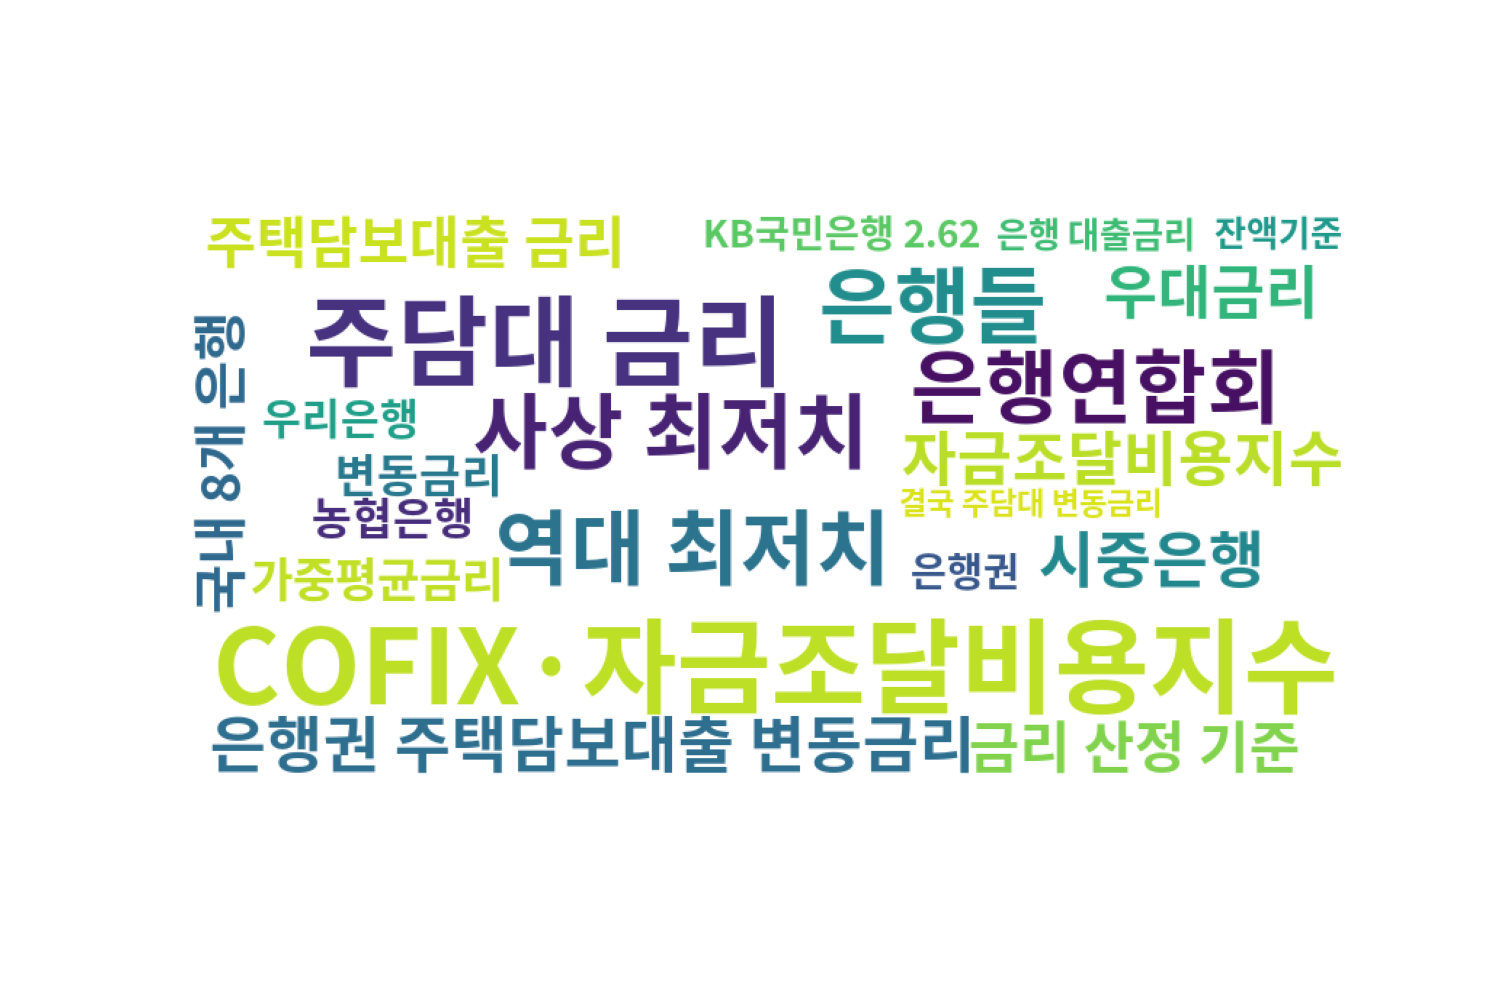 주택담보대출 금리
KB국민은행 2.62
은행 대출금리
잔액기준
은행들
우대금리
주담대 금리
은행연합회
국내 8개 은행
우리은행
사상 최저치
자금조달비용지수
변동금리
결국 주담대 변동금리
농협은행
역대 최저치
시중은행
은행권
가중평균금리
COFIX·자금조달비용지수
은행권 주택담보대출 변동금리
금리 산정 기준